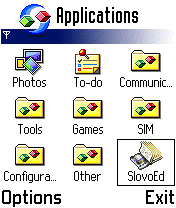 Applications
Photos To-do Communic...
Tools Games SIM
Configura... Other SlovoEd
Options Exit